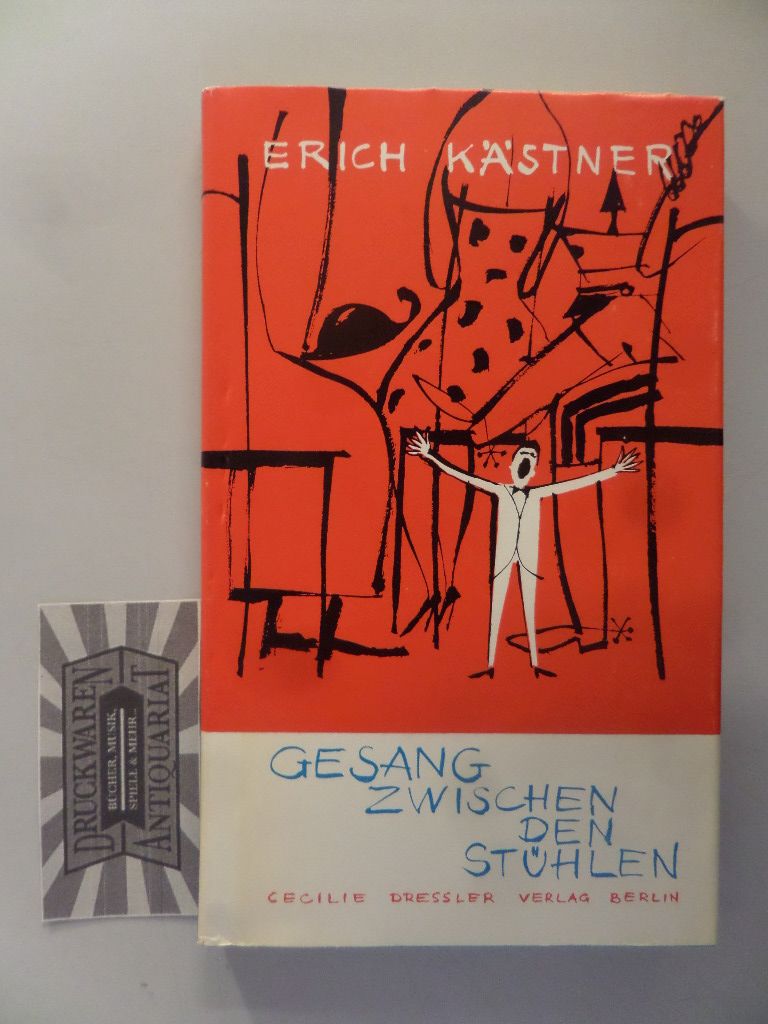 ERICH KÄSTNER
GESANG
ZWISCHEN
DEN
STÜHLEN
CECILIE DRESSLER VERLAG BERLIN
DRUCKWAREN
BÜCHER, MUSIK,
SPIELE & MEHR...
ANTIQUARIAT